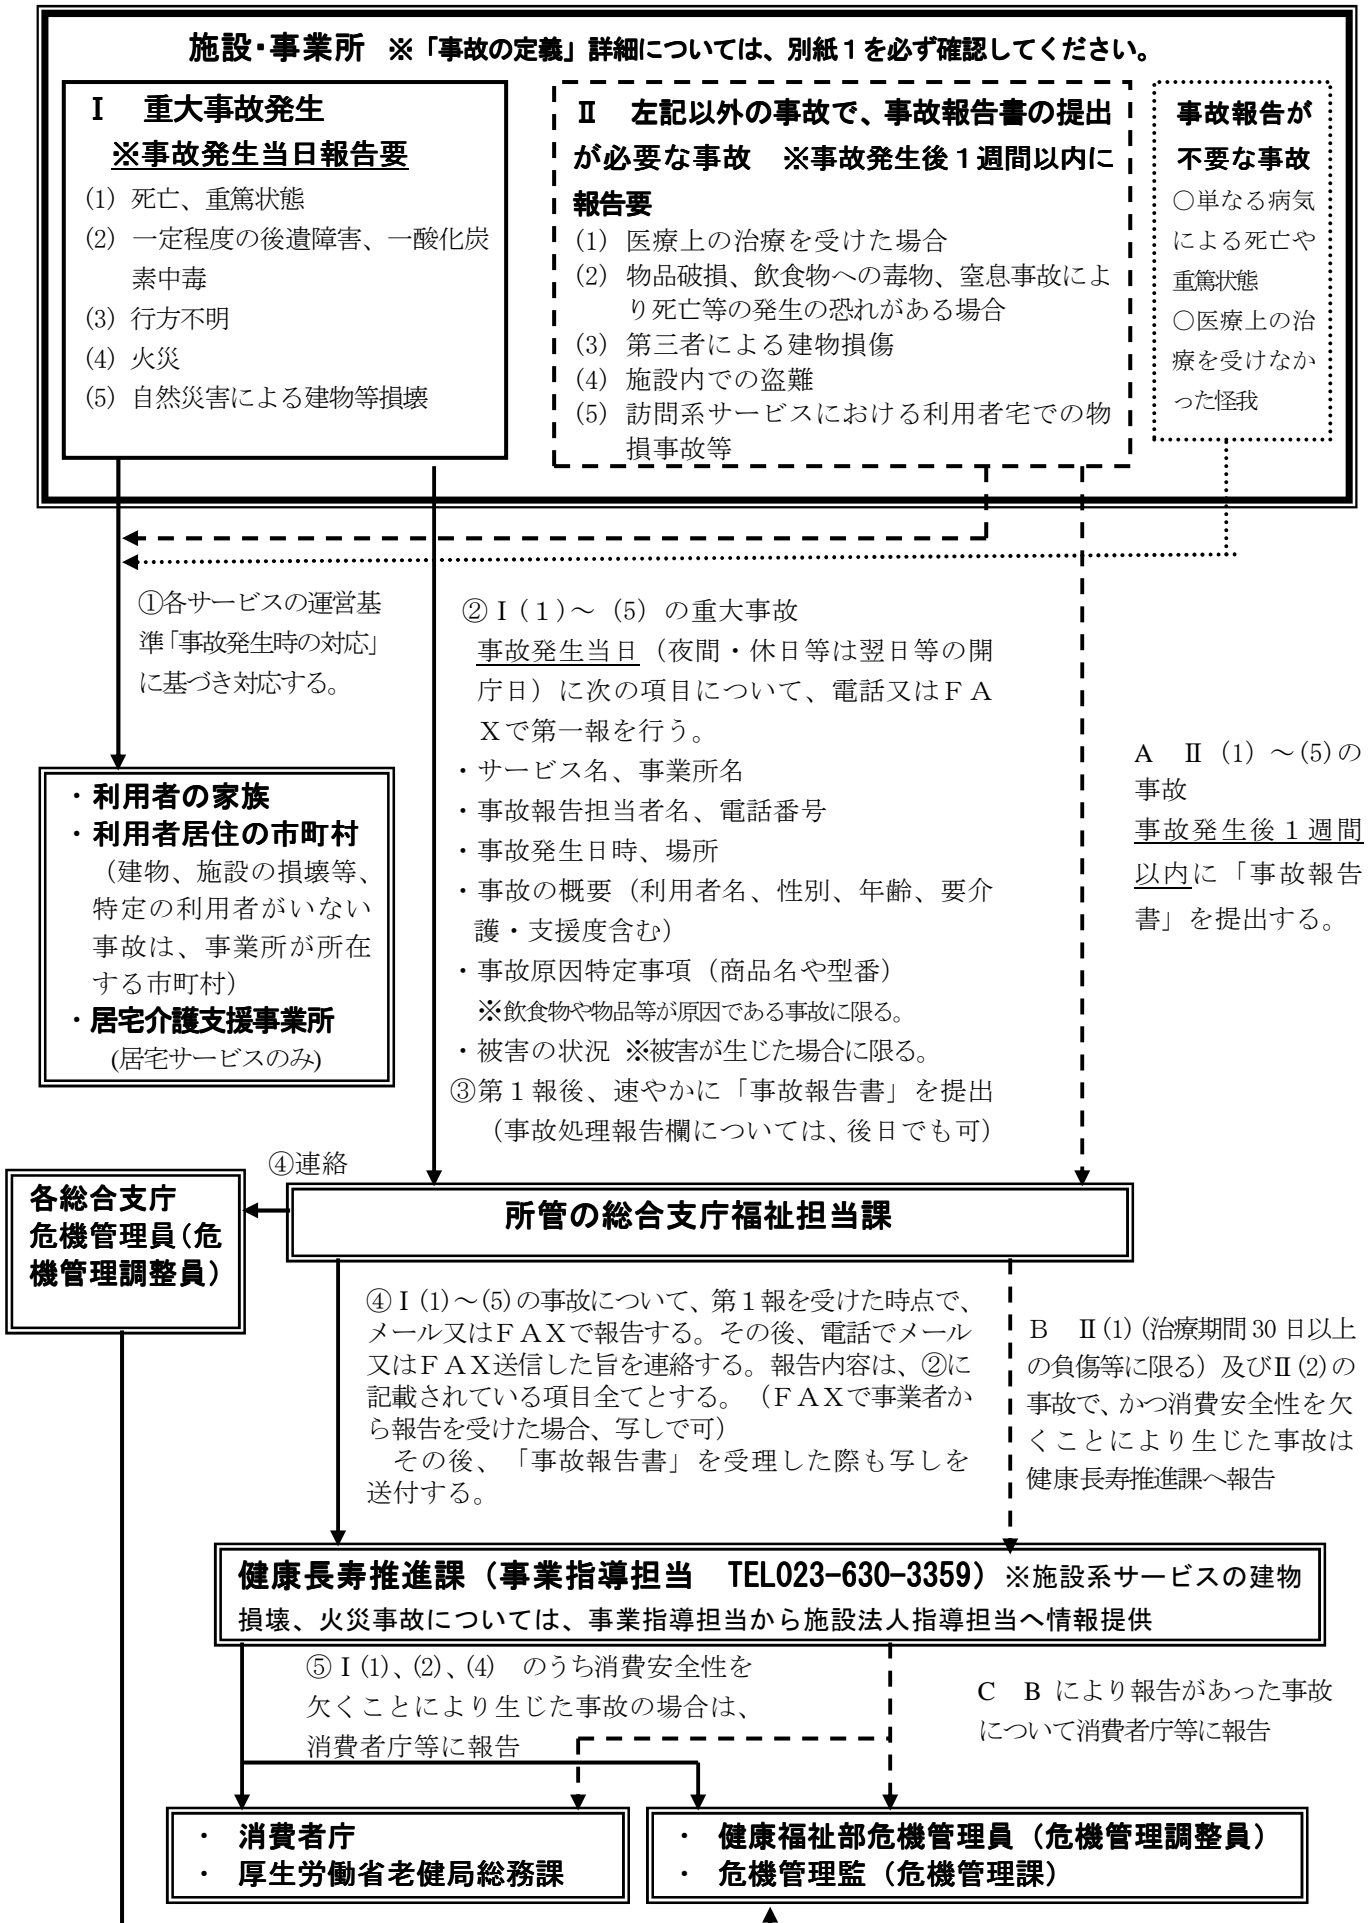 施設・事業所 ※「事故の定義」詳細については、別紙1を必ず確認してください。
Ⅰ 重大事故発生
※事故発生当日報告要
(1) 死亡、重篤状態
(2) 一定程度の後遺障害、一酸化炭
素中毒
(3) 行方不明
(4) 火災
(5) 自然災害による建物等損壊
Ⅱ 左記以外の事故で、事故報告書の提出
が必要な事故 ※事故発生後1週間以内に
報告要
(1) 医療上の治療を受けた場合
(2) 物品破損、飲食物への毒物、窒息事故によ
り死亡等の発生の恐れがある場合
(3) 第三者による建物損傷
(4) 施設内での盗難
(5) 訪問系サービスにおける利用者宅での物
損事故等
事故報告が
不要な事故
○単なる病気
による死亡や
重篤状態
○医療上の治
療を受けなか
った怪我
①各サービスの運営基
準「事故発生時の対応」
に基づき対応する。
②Ⅰ(1)～(5)の重大事故
事故発生当日（夜間・休日等は翌日等の開
庁日）に次の項目について、電話又はＦＡ
Ｘで第一報を行う。
・サービス名、事業所名
・事故報告担当者名、電話番号
・事故発生日時、場所
・事故の概要（利用者名、性別、年齢、要介
護・支援度含む）
・事故原因特定事項（商品名や型番）
※飲食物や物品等が原因である事故に限る。
・被害の状況 ※被害が生じた場合に限る。
③第1報後、速やかに「事故報告書」を提出
（事故処理報告欄については、後日でも可）
A Ⅱ (1) ～(5)の
事故
事故発生後1週間
以内に「事故報告
書」を提出する。
・利用者の家族
・利用者居住の市町村
（建物、施設の損壊等、
特定の利用者がいない
事故は、事業所が所在
する市町村）
・居宅介護支援事業所
(居宅サービスのみ)
④連絡
各総合支庁
危機管理員（危
機管理調整員）
所管の総合支庁福祉担当課
④Ⅰ(1)～(5)の事故について、第1報を受けた時点で、
メール又はＦＡＸで報告する。その後、電話でメール
又はＦＡＸ送信した旨を連絡する。報告内容は、②に
記載されている項目全てとする。（ＦＡＸで事業者か
ら報告を受けた場合、写しで可）
その後、「事故報告書」を受理した際も写しを
送付する。
B Ⅱ(1)(治療期間30日以上
の負傷等に限る）及びⅡ(2)の
事故で、かつ消費安全性を欠
くことにより生じた事故は
健康長寿推進課へ報告
健康長寿推進課（事業指導担当 TEL023-630-3359）※施設系サービスの建物
損壊、火災事故については、事業指導担当から施設法人指導担当へ情報提供
⑤Ⅰ(1)、(2)、(4) のうち消費安全性を
欠くことにより生じた事故の場合は、
消費者庁等に報告
C B により報告があった事故
について消費者庁等に報告
・ 消費者庁
・ 厚生労働省老健局総務課
・ 健康福祉部危機管理員（危機管理調整員）
・ 危機管理監（危機管理課）